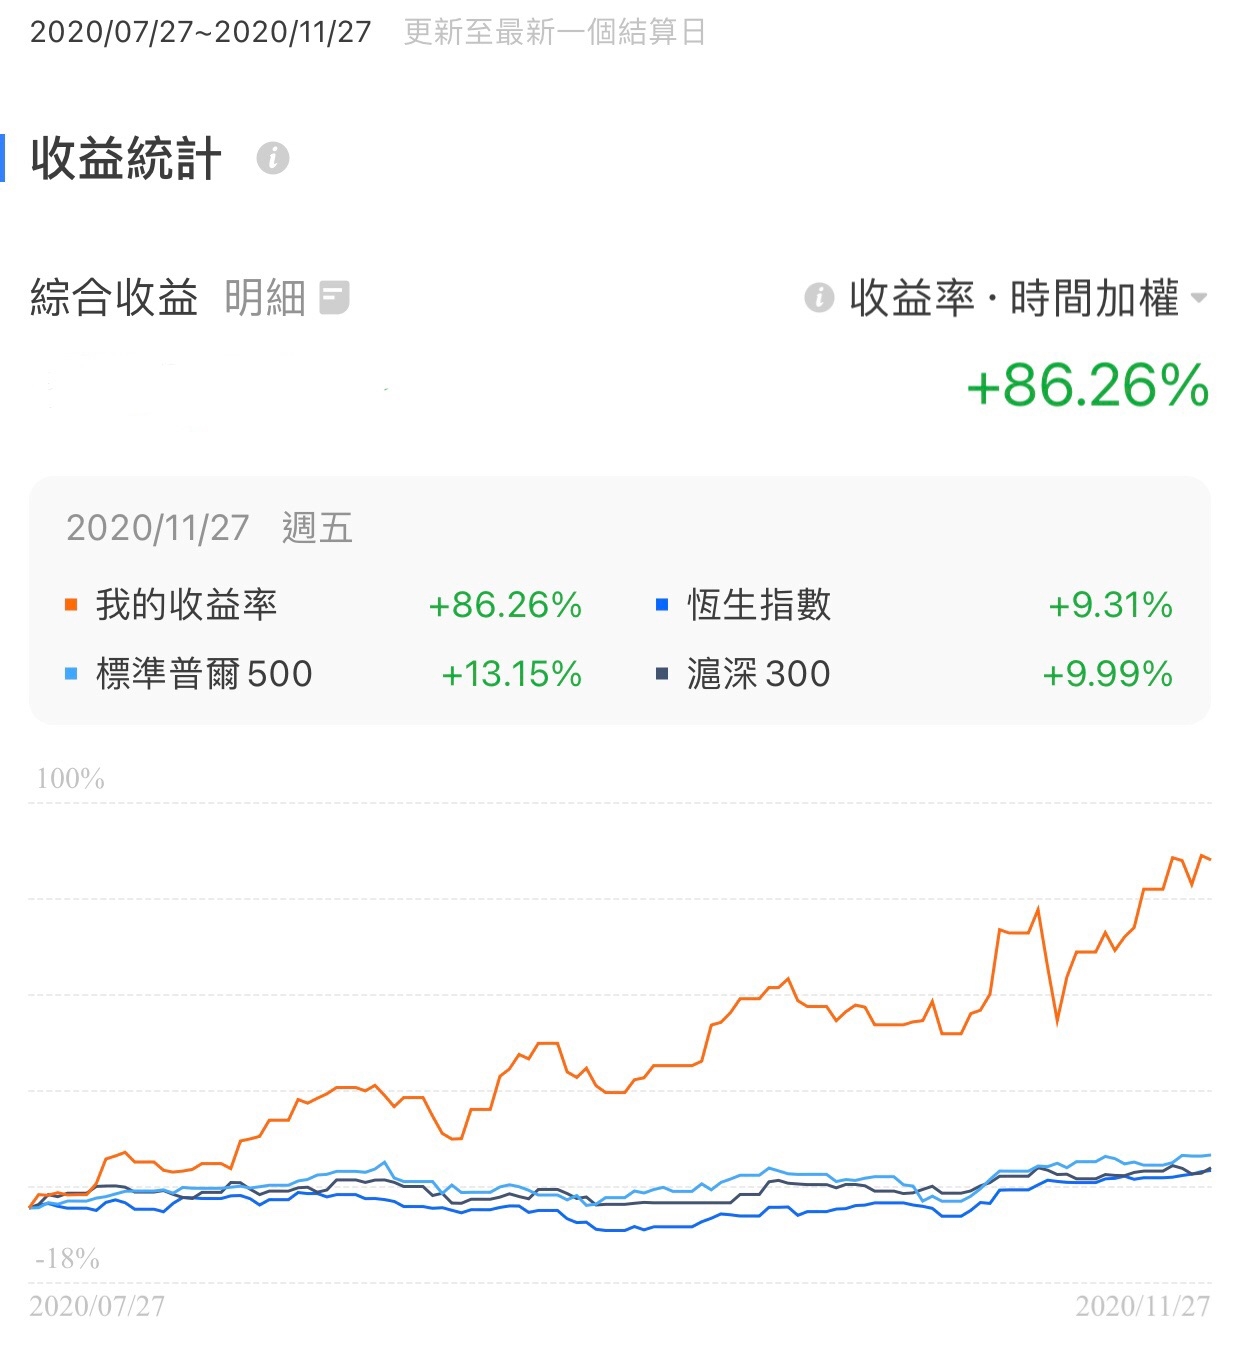 2020/07/27~2020/11/27 更新至最新一個結算日
收益統計
綜合收益 明細 收益率·時間加權
+86.26%
2020/11/27 週五
我的收益率 +86.26% 恆生指數 +9.31%
標準普爾500 +13.15% 滬深300 +9.99%
100%
-18%
2020/07/27 2020/11/27